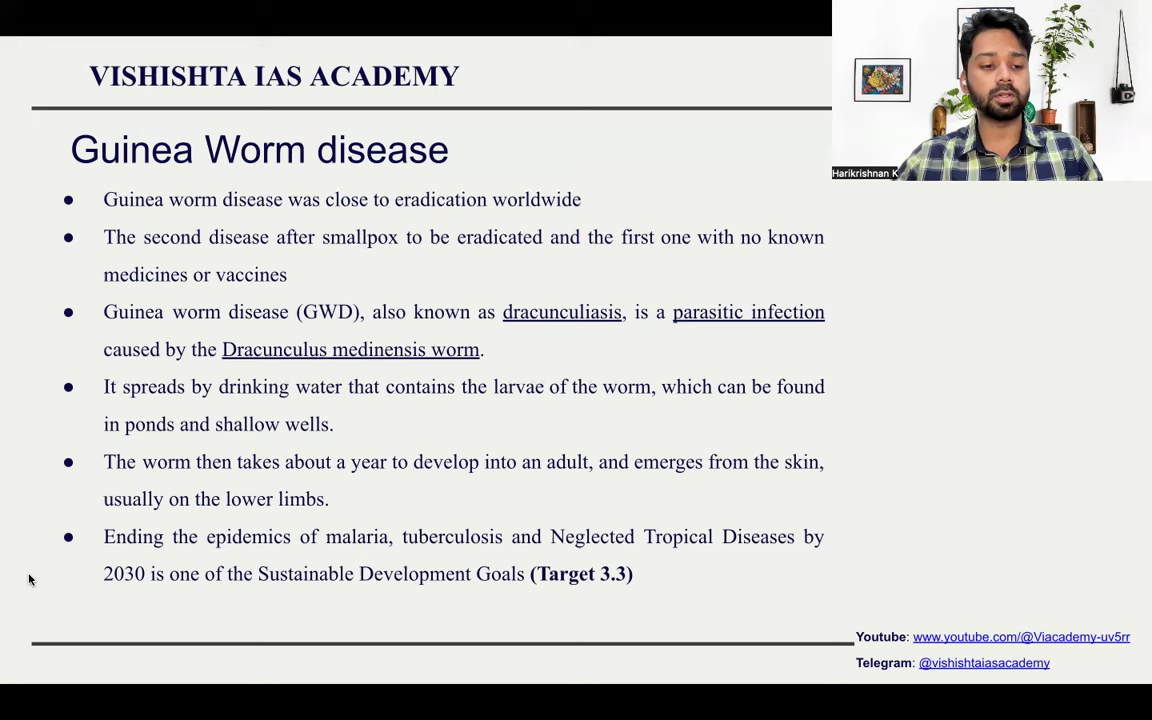 VISHISHTA IAS ACADEMY
Guinea Worm disease
● Guinea worm disease was close to eradication worldwide
● The second disease after smallpox to be eradicated and the first one with no known
medicines or vaccines
● Guinea worm disease (GWD), also known as dracunculiasis, is a parasitic infection
caused by the Dracunculus medinensis worm.
● It spreads by drinking water that contains the larvae of the worm, which can be found
in ponds and shallow wells.
● The worm then takes about a year to develop into an adult, and emerges from the skin,
usually on the lower limbs.
● Ending the epidemics of malaria, tuberculosis and Neglected Tropical Diseases by
2030 is one of the Sustainable Development Goals (Target 3.3)
Harikrishnan K
Youtube: www.youtube.com/@Viacademy-uv5rr
Telegram: @vishishtaiasacademy